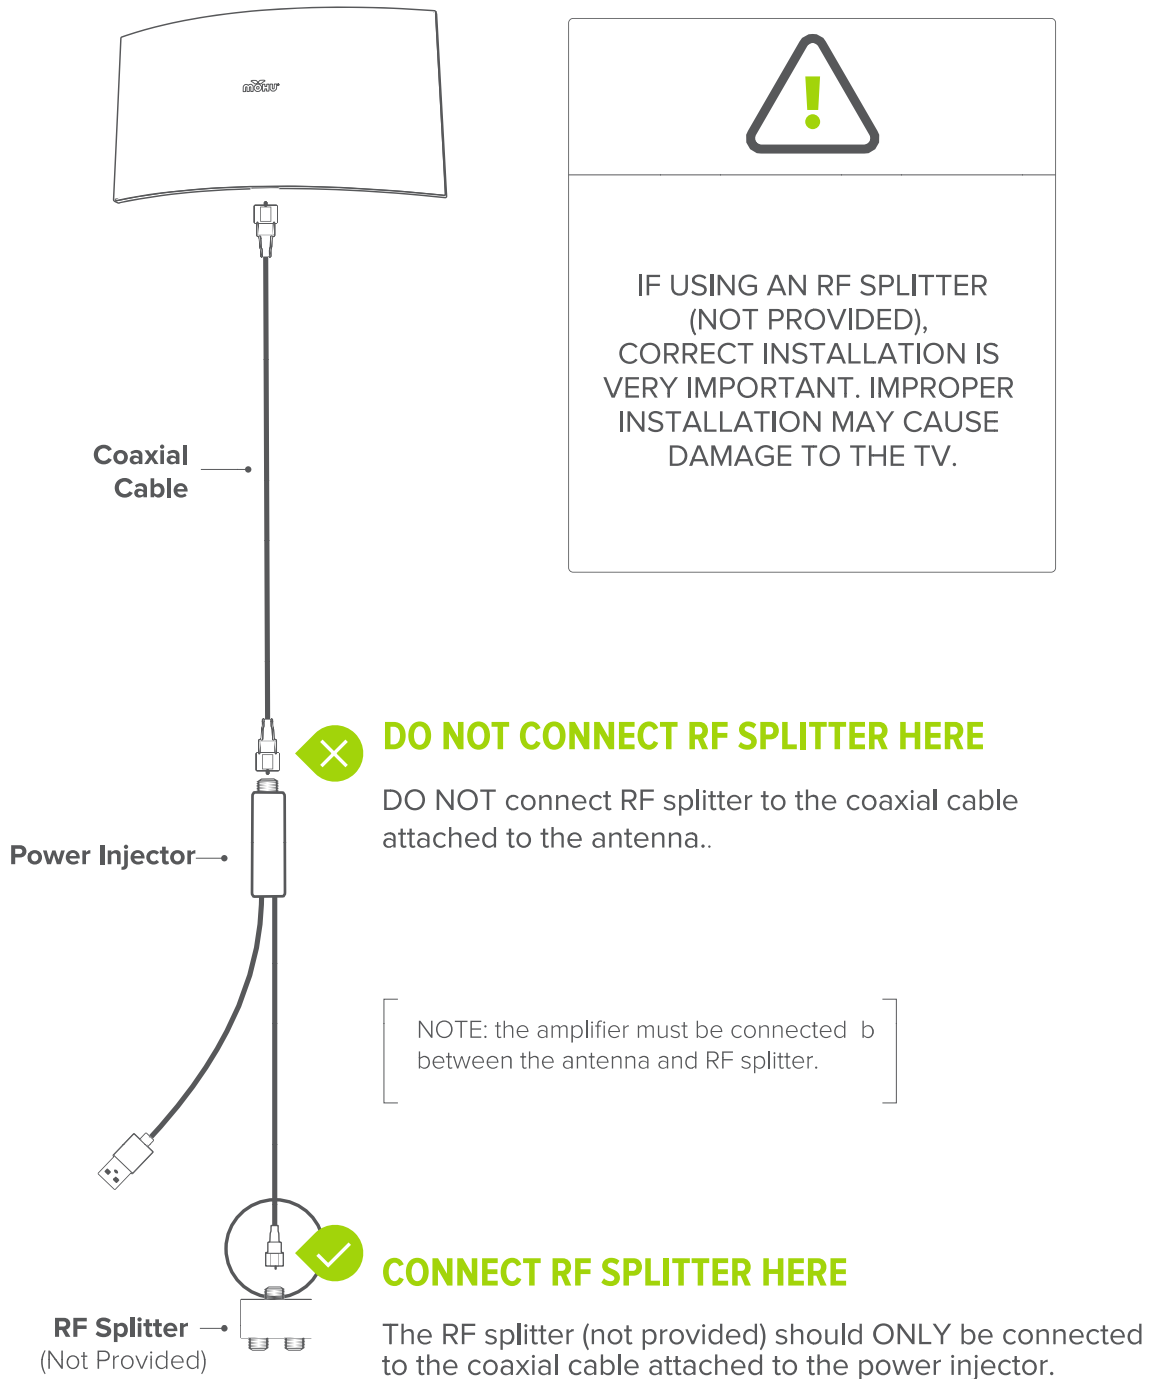 mohu
IF USING AN RF SPLITTER
(NOT PROVIDED),
CORRECT INSTALLATION IS
VERY IMPORTANT. IMPROPER
INSTALLATION MAY CAUSE
DAMAGE TO THE TV.
Coaxial
Cable
DO NOT CONNECT RF SPLITTER HERE
DO NOT connect RF splitter to the coaxial cable
attached to the antenna..
Power Injector
NOTE: the amplifier must be connected b
between the antenna and RF splitter.
CONNECT RF SPLITTER HERE
RF Splitter
(Not Provided)
The RF splitter (not provided) should ONLY be connected
to the coaxial cable attached to the power injector.